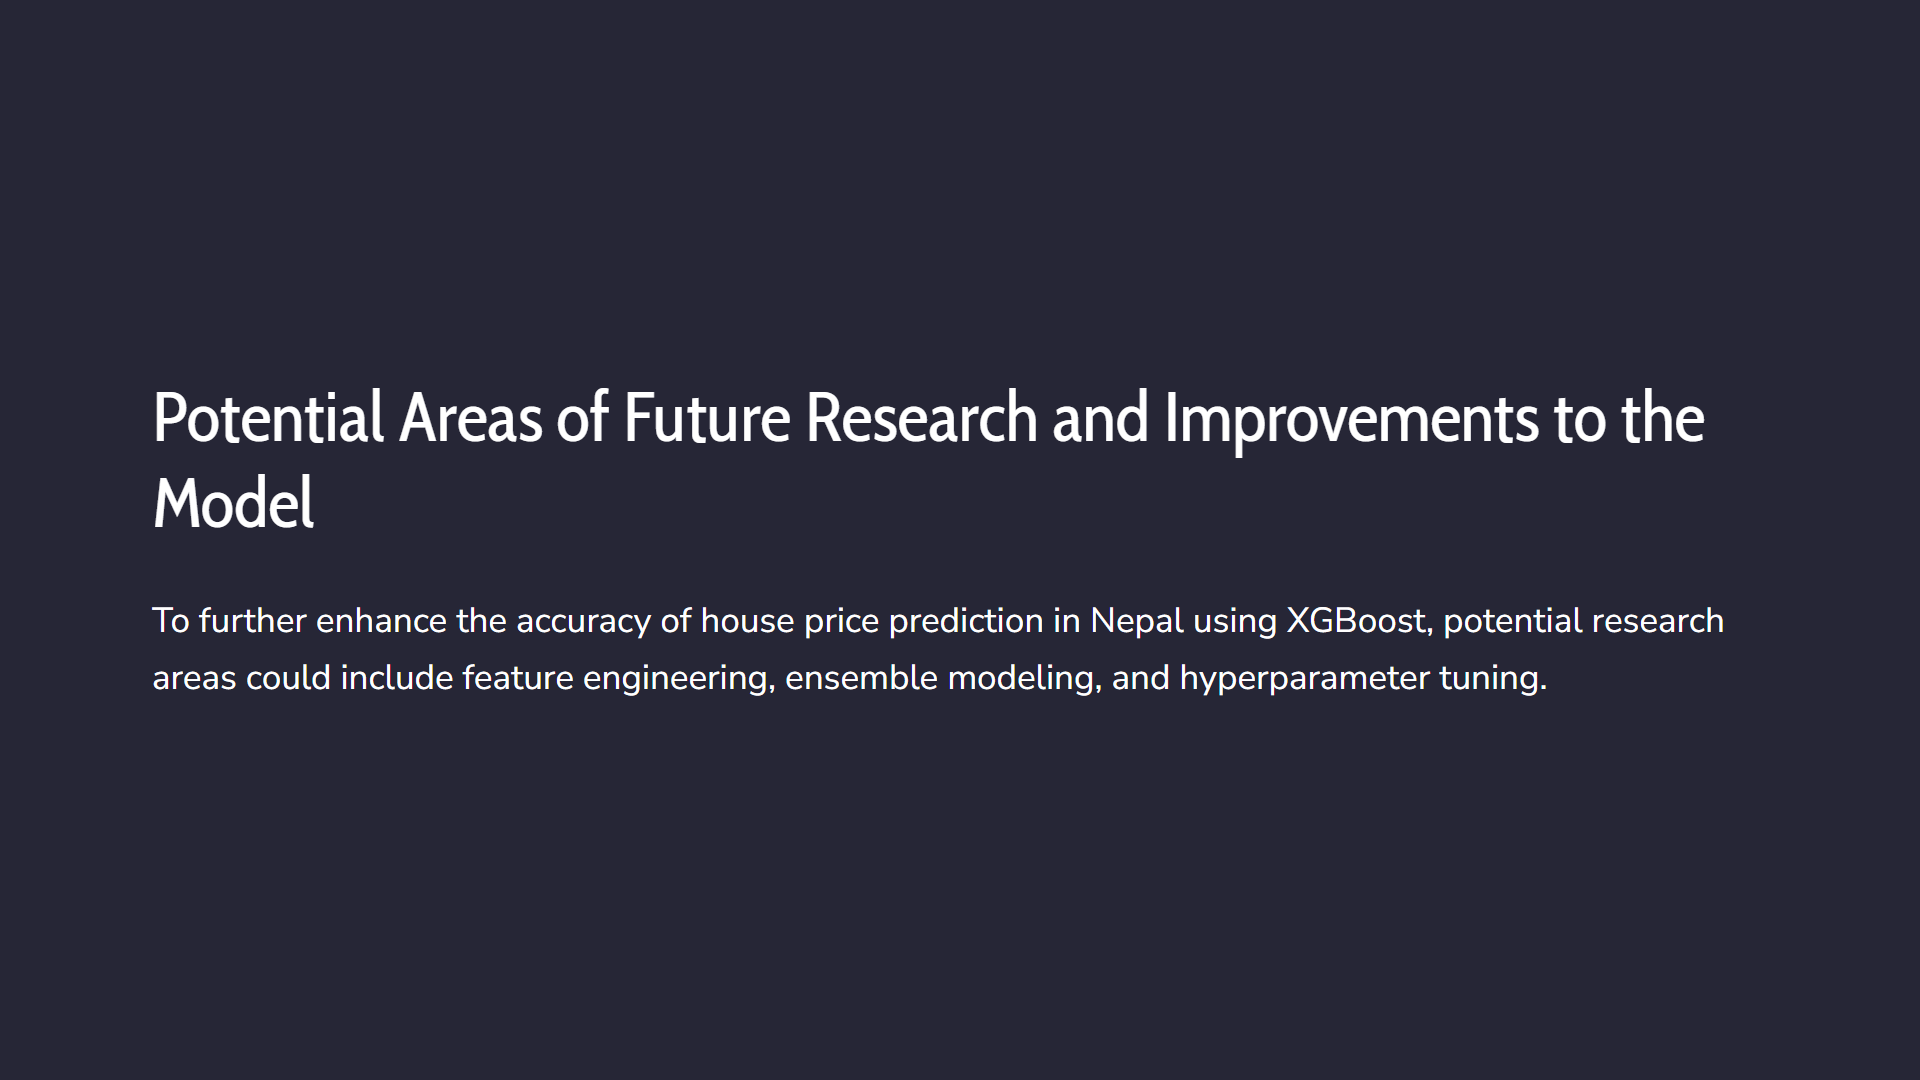 Potential Areas of Future Research and Improvements to the
Model
To further enhance the accuracy of house price prediction in Nepal using XGBoost, potential research
areas could include feature engineering, ensemble modeling, and hyperparameter tuning.